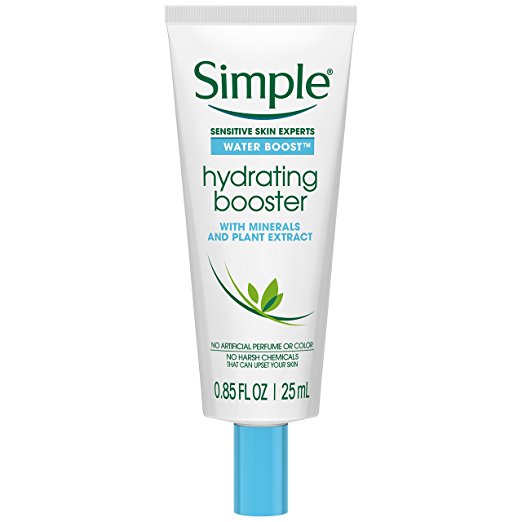 Simple®
SENSITIVE SKIN EXPERTS
WATER BOOST™
hydrating
booster
WITH MINERALS
AND PLANT EXTRACT
NO ARTIFICIAL PERFUME OR COLOR
NO HARSH CHEMICALS
THAT CAN UPSET YOUR SKIN
0.85 FL OZ | 25 mL